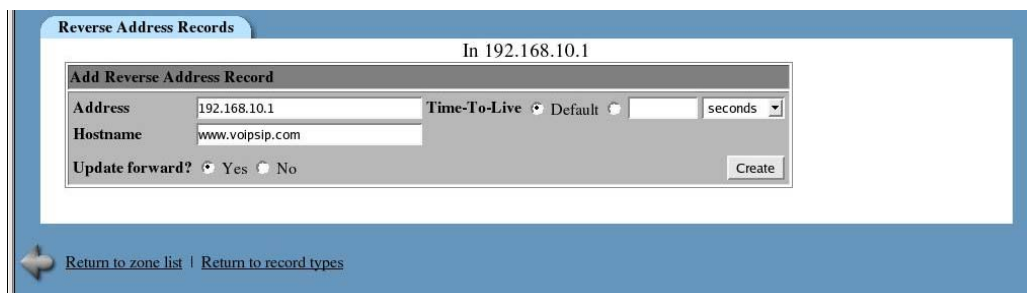 Reverse Address Records
In 192.168.10.1
Add Reverse Address Record
Address 192.168.10.1 Time-To-Live Default seconds
Hostname www.voipsip.com
Update forward? Yes No Create
Return to zone list | Return to record types